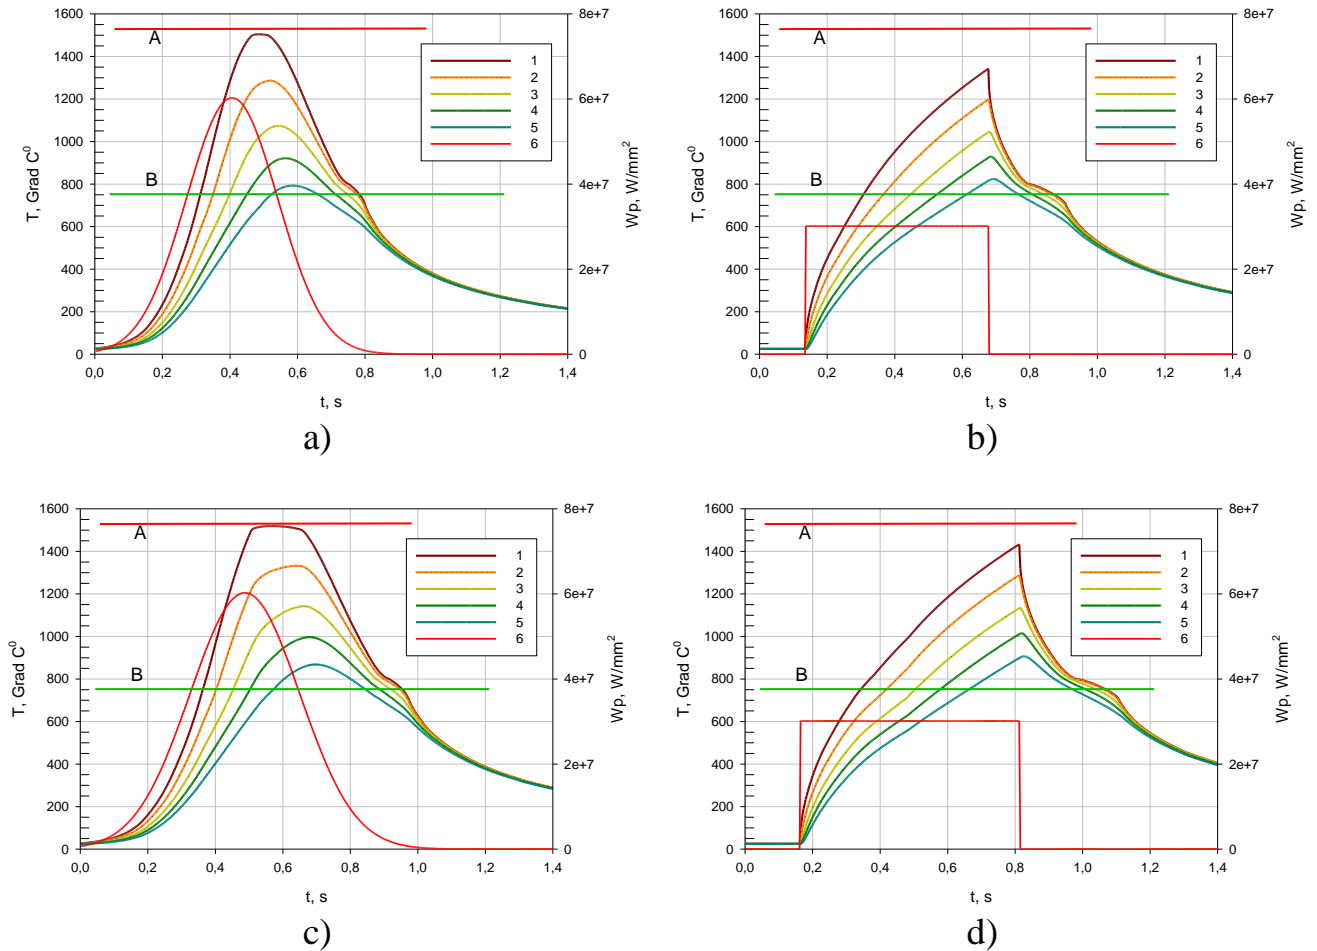 1600
1400
1200
1000
800
600
400
200
0
T, Grad C⁰
A
B
1
2
3
4
5
6
8e+7
6e+7
4e+7
2e+7
0
Wp, W/mm²
0,0 0,2 0,4 0,6 0,8 1,0 1,2 1,4
t, s
a)
1600
1400
1200
1000
800
600
400
200
0
T, Grad C⁰
A
B
1
2
3
4
5
6
8e+7
6e+7
4e+7
2e+7
0
Wp, W/mm²
0,0 0,2 0,4 0,6 0,8 1,0 1,2 1,4
t, s
b)
1600
1400
1200
1000
800
600
400
200
0
T, Grad C⁰
A
B
1
2
3
4
5
6
8e+7
6e+7
4e+7
2e+7
0
Wp, W/mm²
0,0 0,2 0,4 0,6 0,8 1,0 1,2 1,4
t, s
c)
1600
1400
1200
1000
800
600
400
200
0
T, Grad C⁰
A
B
1
2
3
4
5
6
8e+7
6e+7
4e+7
2e+7
0
Wp, W/mm²
0,0 0,2 0,4 0,6 0,8 1,0 1,2 1,4
t, s
d)